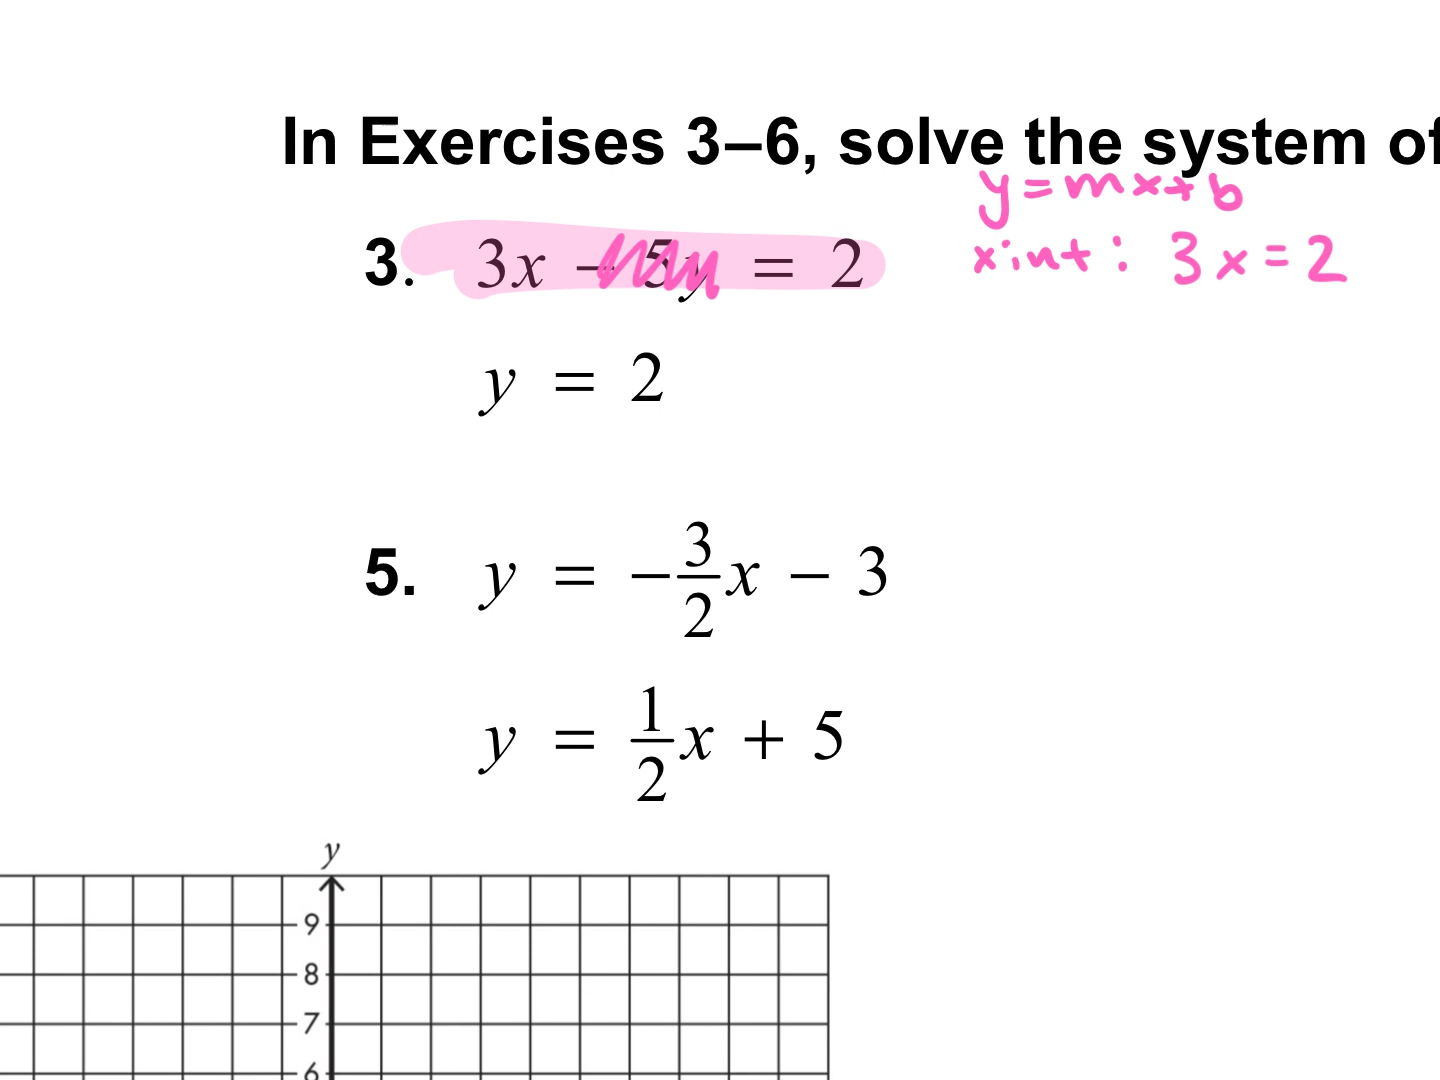 In Exercises 3–6, solve the system of
y = mx + b
3. 3x – 5y = 2
x int : 3x = 2
y = 2
5. y = -3/2x – 3
y = 1/2x + 5
y
9
8
7
6